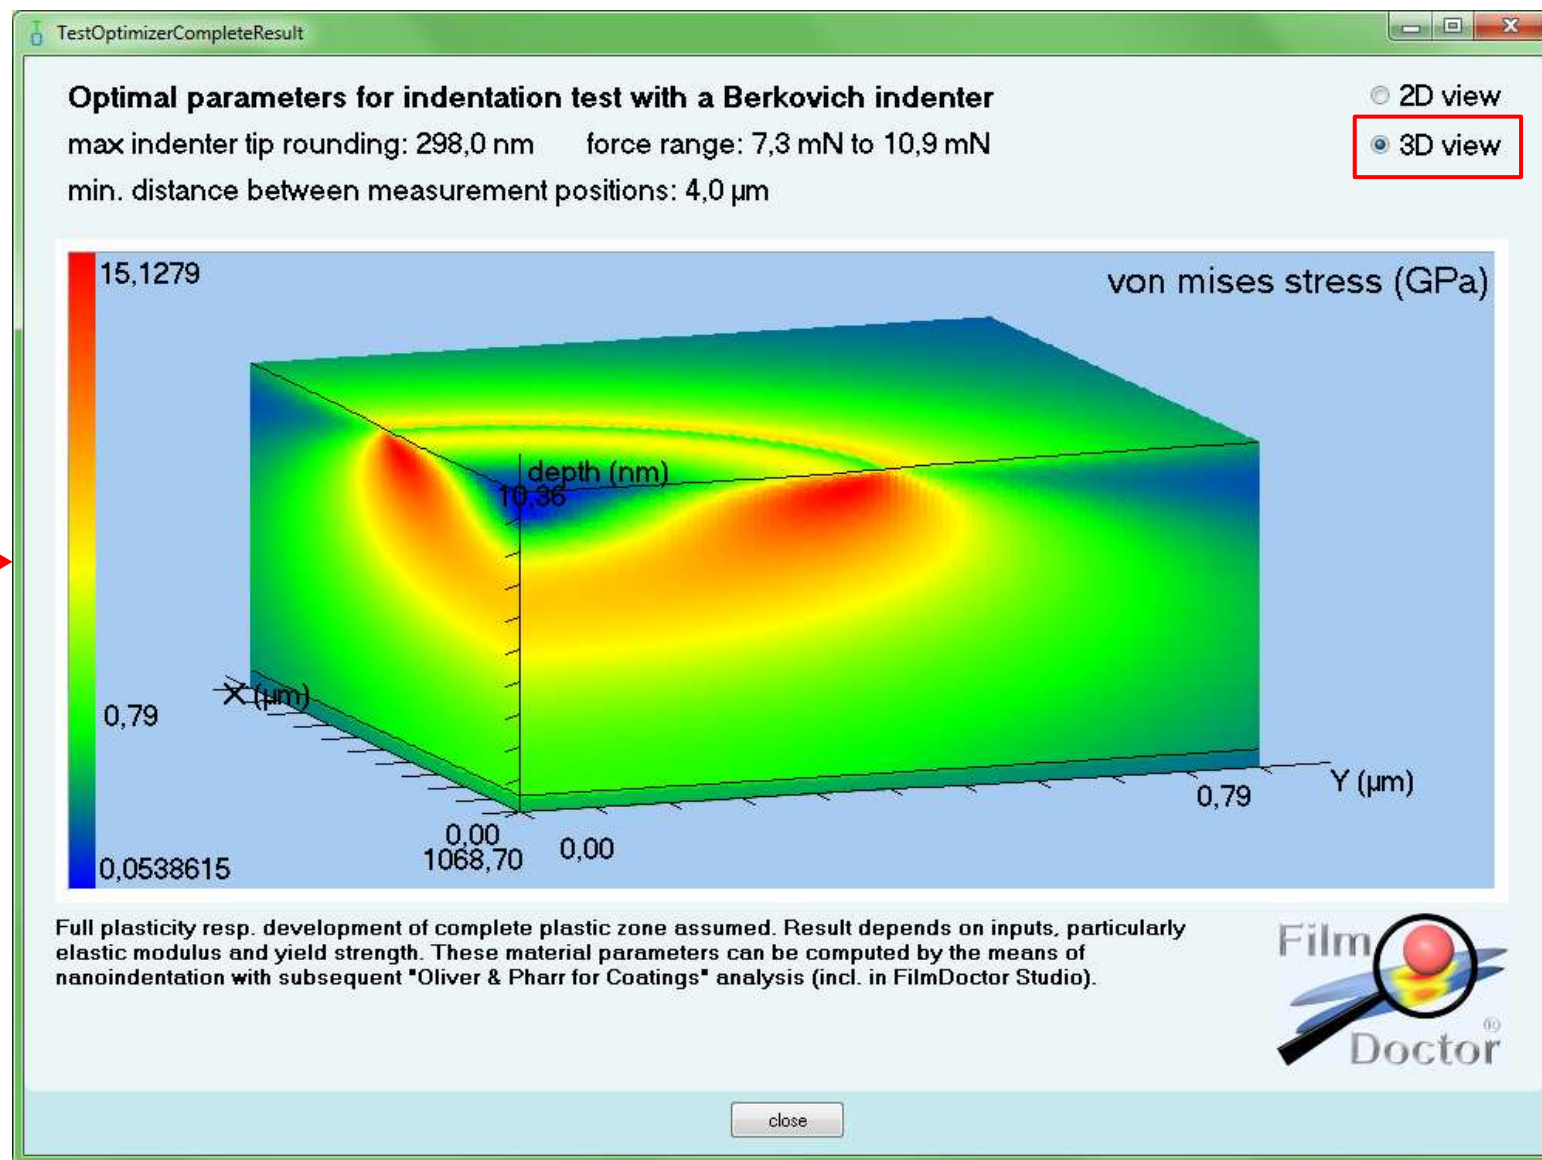 TestOptimizerCompleteResult
Optimal parameters for indentation test with a Berkovich indenter
2D view
max indenter tip rounding: 298,0 nm force range: 7,3 mN to 10,9 mN
3D view
min. distance between measurement positions: 4,0 µm
15,1279
von mises stress (GPa)
depth (nm)
10,36
X (µm)
0,79
Y (µm)
0,79
0,00
0,00
1068,70
0,0538615
Full plasticity resp. development of complete plastic zone assumed. Result depends on inputs, particularly
elastic modulus and yield strength. These material parameters can be computed by the means of
nanoindentation with subsequent "Oliver & Pharr for Coatings" analysis (incl. in FilmDoctor Studio).
Film
Doctor ®
close